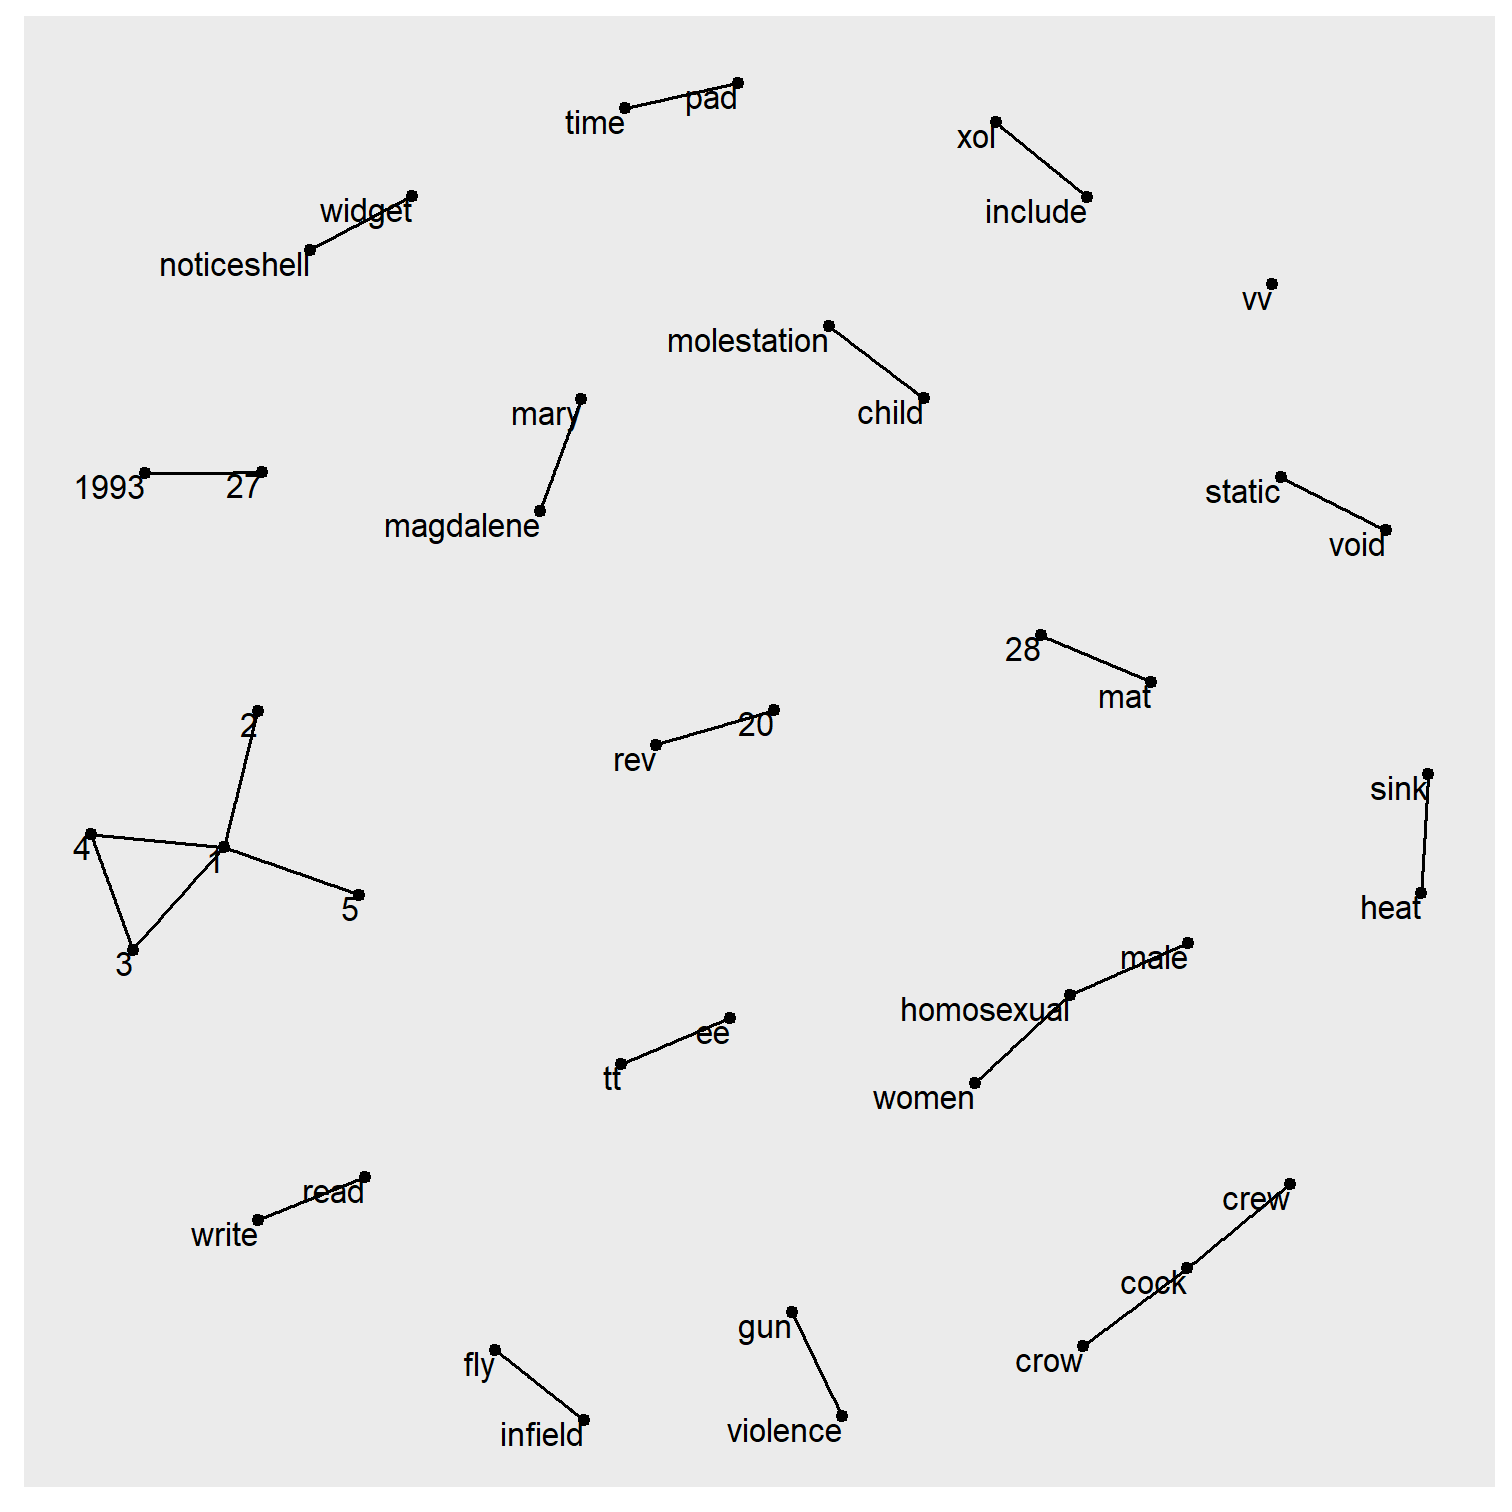 pad
time
xol
widget
include
noticeshell
vv
molestation
mary
child
1993
27
static
magdalene
void
28
mat
2
20
rev
sink
4
1
5
heat
3
male
homosexual
ee
tt
women
read
crew
write
cock
gun
crow
fly
violence
infield